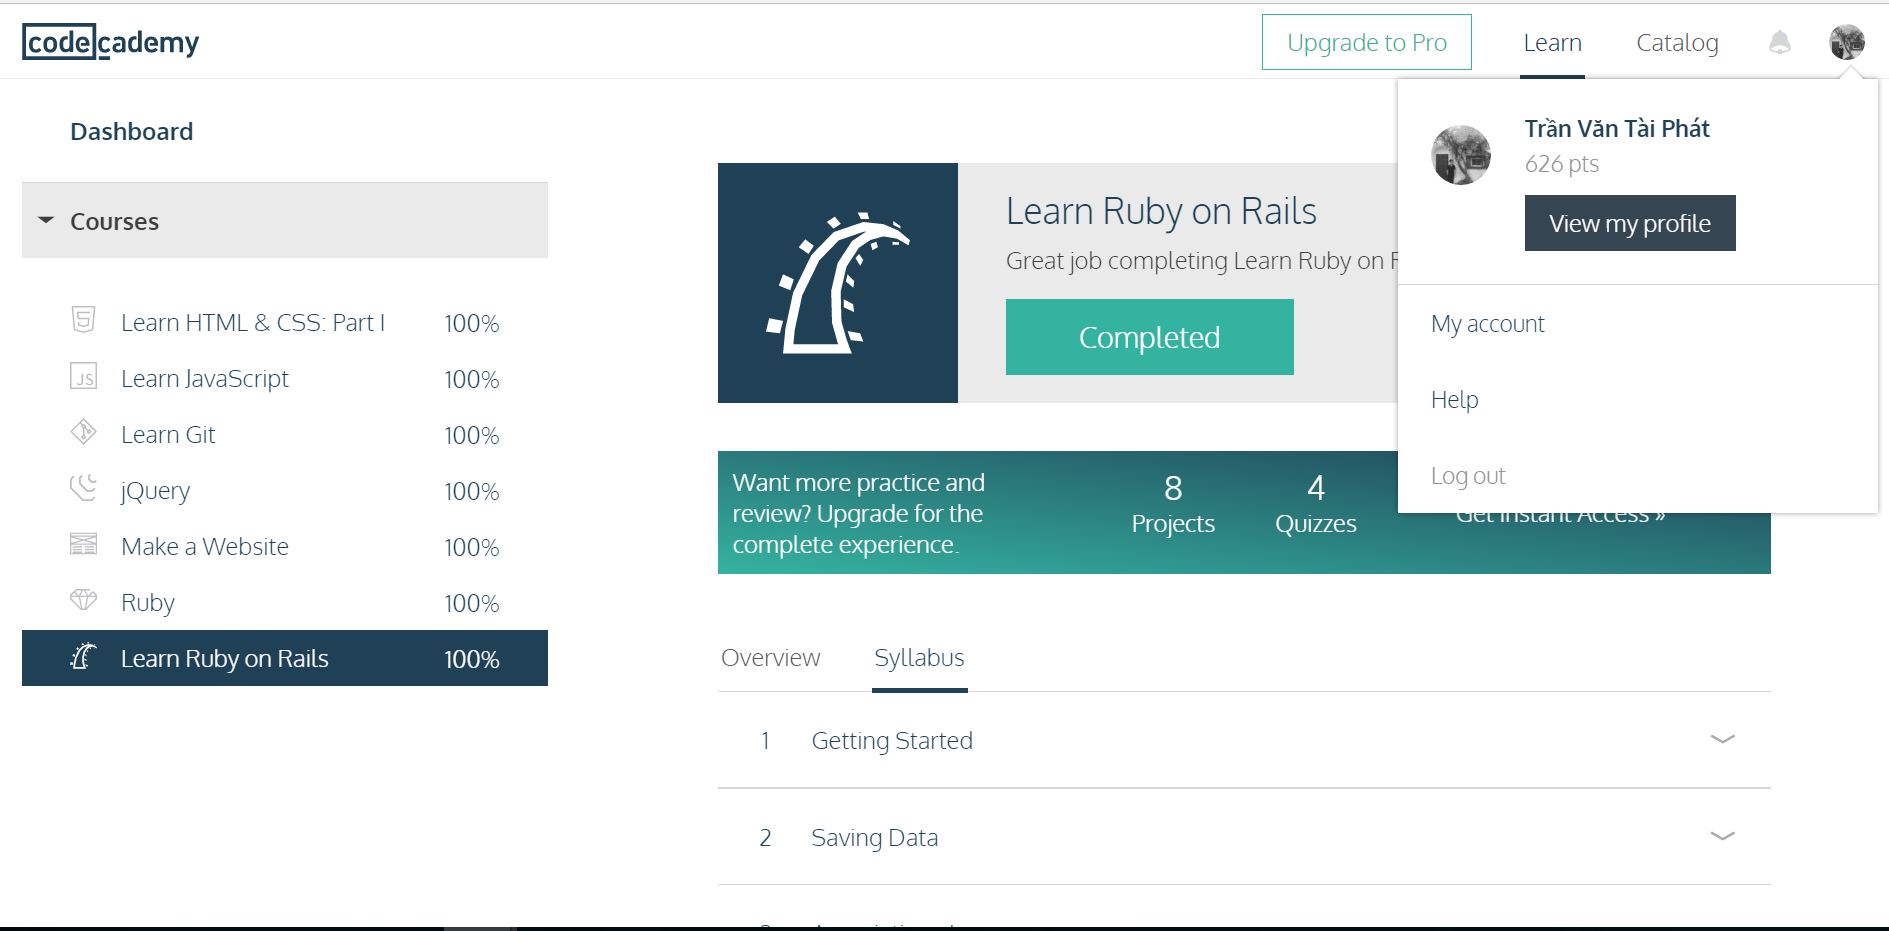 codecademy
Upgrade to Pro
Learn
Catalog
Trần Văn Tài Phát
626 pts
View my profile
My account
Help
Log out
Dashboard
Courses
Learn HTML & CSS: Part I 100%
Learn JavaScript 100%
Learn Git 100%
jQuery 100%
Make a Website 100%
Ruby 100%
Learn Ruby on Rails 100%
Learn Ruby on Rails
Great job completing Learn Ruby on
Completed
Want more practice and
review? Upgrade for the
complete experience.
8
Projects
4
Quizzes
Get Instant Access »
Overview
Syllabus
1 Getting Started
2 Saving Data